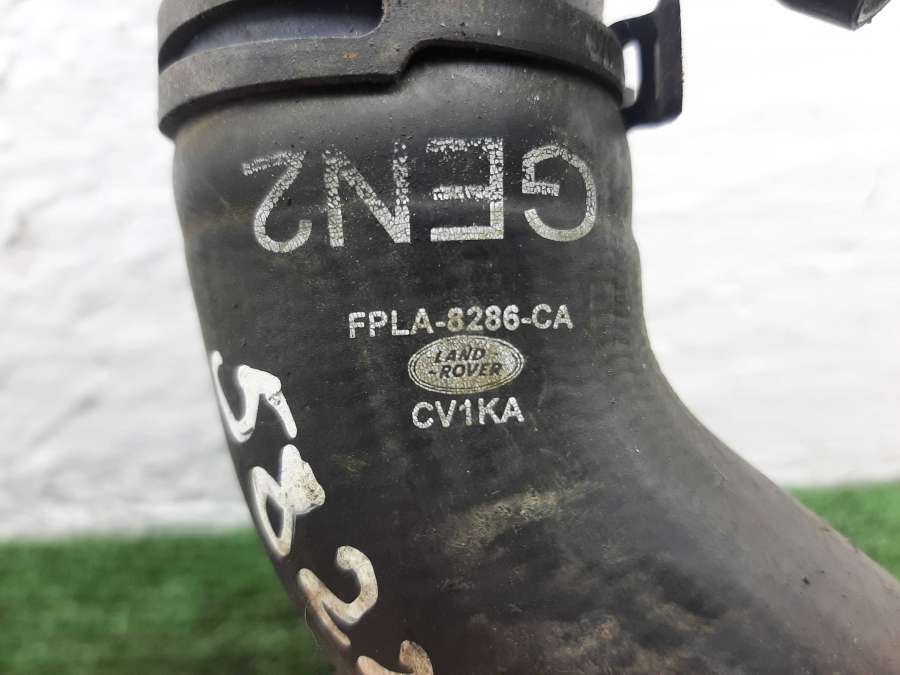 GEN2
FPLA-8286-CA
LAND-
-ROVER
CV1KA